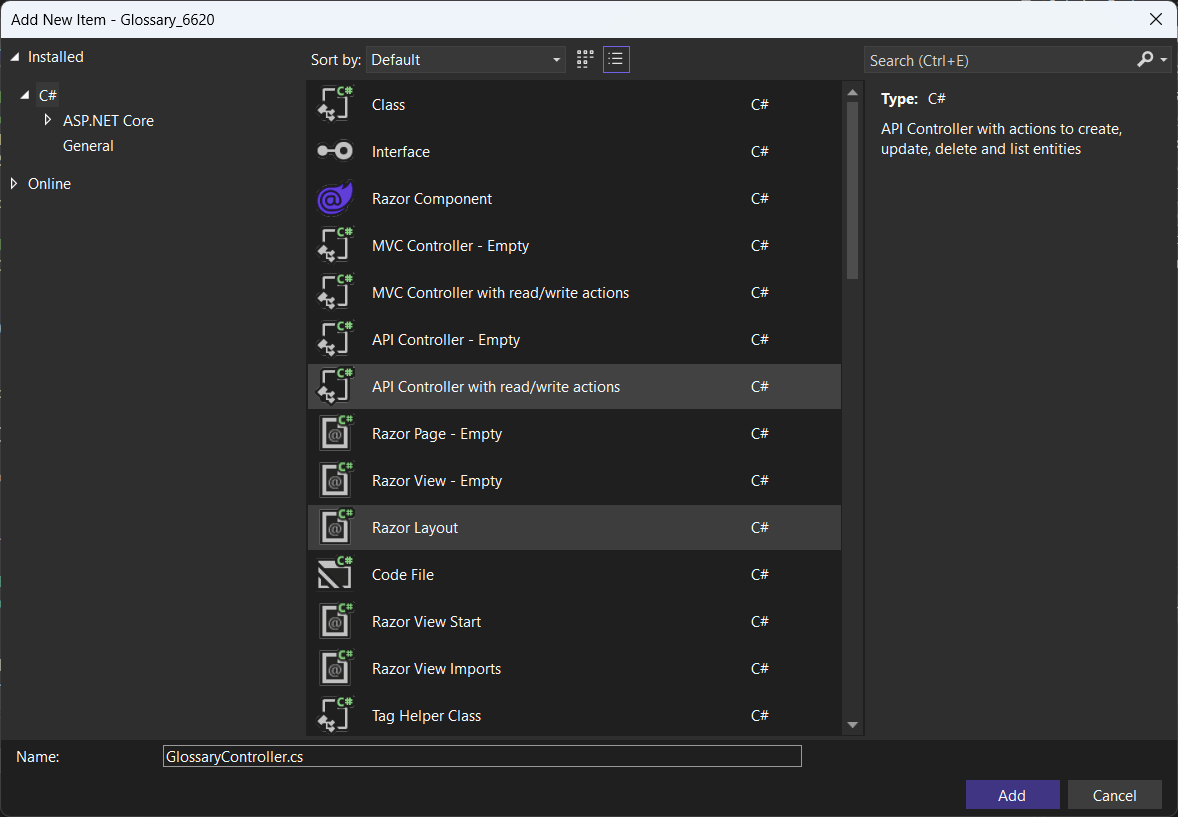 Add New Item - Glossary_6620
Installed
C#
ASP.NET Core
General
Online
Sort by: Default
Search (Ctrl+E)
Class C#
Interface C#
Razor Component C#
MVC Controller - Empty C#
MVC Controller with read/write actions C#
API Controller - Empty C#
API Controller with read/write actions C#
Razor Page - Empty C#
Razor View - Empty C#
Razor Layout C#
Code File C#
Razor View Start C#
Razor View Imports C#
Tag Helper Class C#
Type: C#
API Controller with actions to create,
update, delete and list entities
Name: GlossaryController.cs
Add Cancel